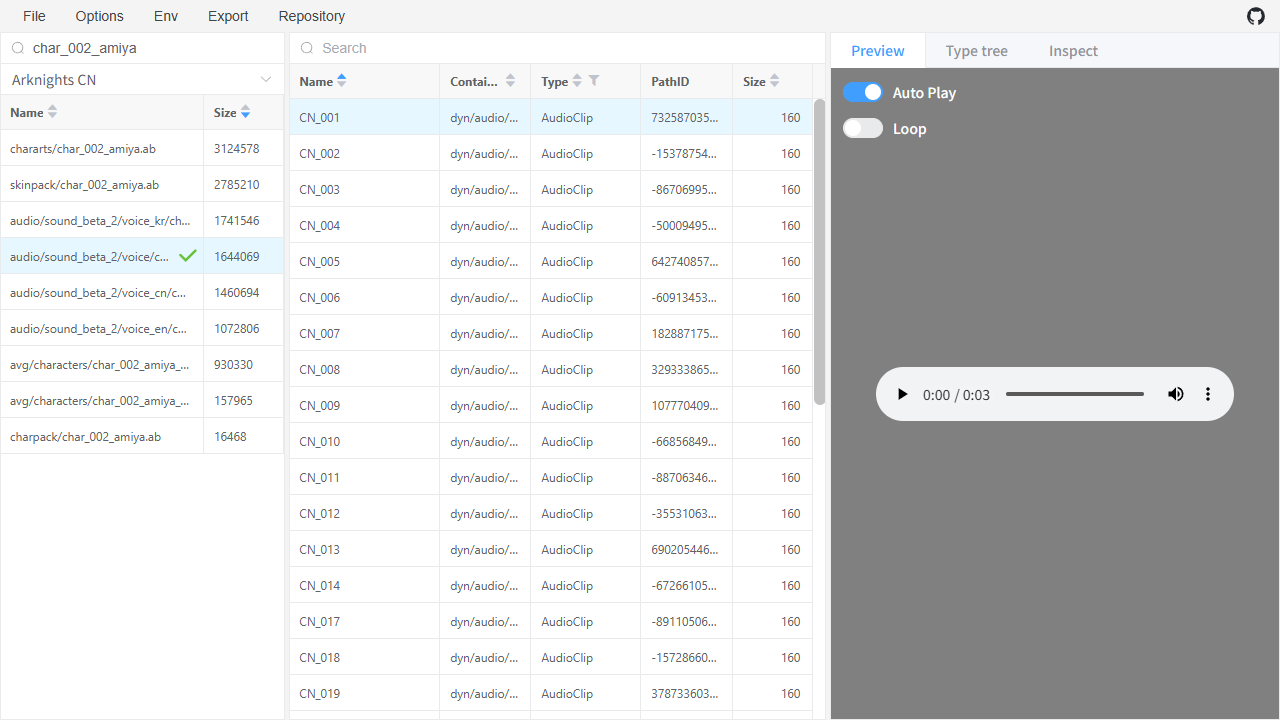 File Options Env Export Repository
char_002_amiya
Arknights CN
Name Size
chararts/char_002_amiya.ab 3124578
skinpack/char_002_amiya.ab 2785210
audio/sound_beta_2/voice_kr/ch... 1741546
audio/sound_beta_2/voice/c... 1644069
audio/sound_beta_2/voice_cn/c... 1460694
audio/sound_beta_2/voice_en/c... 1072806
avg/characters/char_002_amiya_... 930330
avg/characters/char_002_amiya_... 157965
charpack/char_002_amiya.ab 16468
Search
Name Contai... Type PathID Size
CN_001 dyn/audio/... AudioClip 732587035... 160
CN_002 dyn/audio/... AudioClip -15378754... 160
CN_003 dyn/audio/... AudioClip -86706995... 160
CN_004 dyn/audio/... AudioClip -50009495... 160
CN_005 dyn/audio/... AudioClip 642740857... 160
CN_006 dyn/audio/... AudioClip -60913453... 160
CN_007 dyn/audio/... AudioClip 182887175... 160
CN_008 dyn/audio/... AudioClip 329333865... 160
CN_009 dyn/audio/... AudioClip 107770409... 160
CN_010 dyn/audio/... AudioClip -66856849... 160
CN_011 dyn/audio/... AudioClip -88706346... 160
CN_012 dyn/audio/... AudioClip -35531063... 160
CN_013 dyn/audio/... AudioClip 690205446... 160
CN_014 dyn/audio/... AudioClip -67266105... 160
CN_017 dyn/audio/... AudioClip -89110506... 160
CN_018 dyn/audio/... AudioClip -15728660... 160
CN_019 dyn/audio/... AudioClip 378733603... 160
Preview Type tree Inspect
Auto Play
Loop
0:00 / 0:03